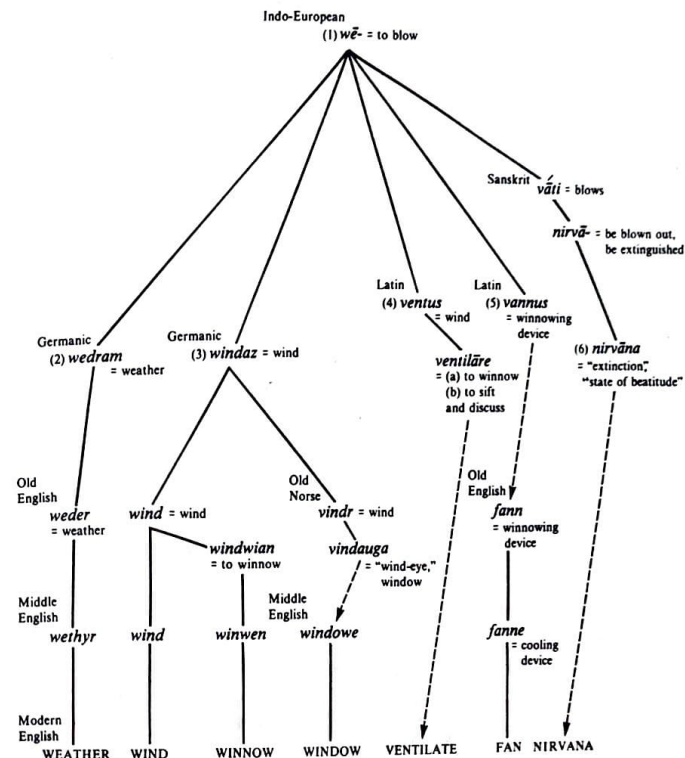 Indo-European
(1) wē- = to blow
Sanskrit
vā́ti = blows
nirvā- = be blown out,
be extinguished
Latin
(4) ventus
= wind
Latin
(5) vannus
= winnowing
device
Germanic
(2) wedram
= weather
Germanic
(3) windaz = wind
ventilāre
= (a) to winnow
(b) to sift
and discuss
(6) nirvāna
= "extinction,"
"state of beatitude"
Old
English
weder
= weather
wind = wind
Old
Norse
vindr = wind
Old
English
fann
= winnowing
device
windwian
= to winnow
vindauga
= "wind-eye,"
window
Middle
English
wethyr
wind
winwen
Middle
English
windowe
fanne
= cooling
device
Modern
English
WEATHER WIND WINNOW WINDOW VENTILATE FAN NIRVANA